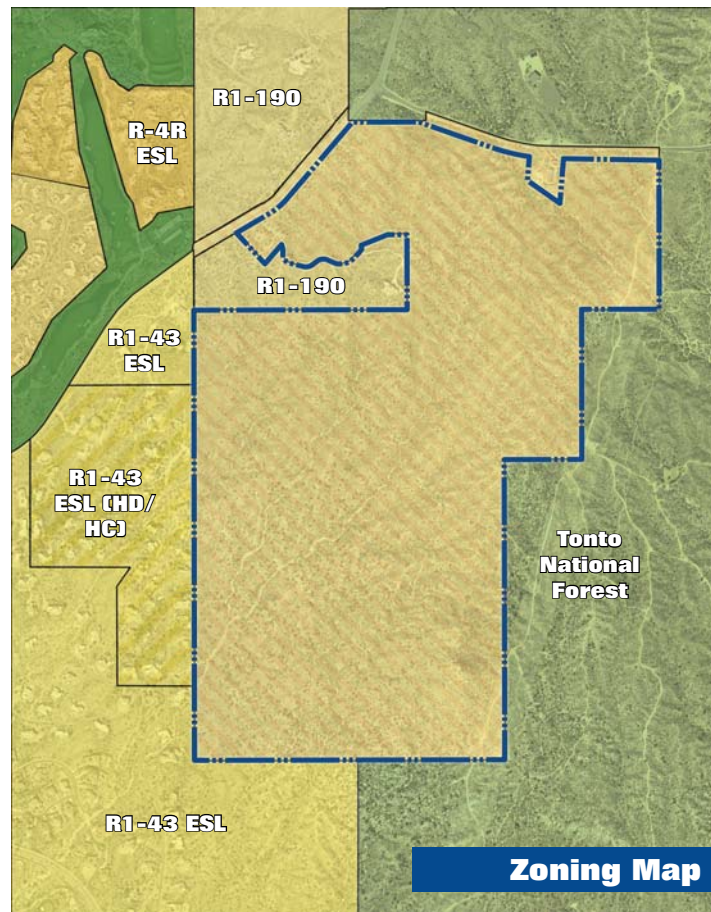 R1-190
R-4R
ESL
R1-190
R1-43
ESL
R1-43
ESL (HD/
HC)
Tonto
National
Forest
R1-43 ESL
Zoning Map